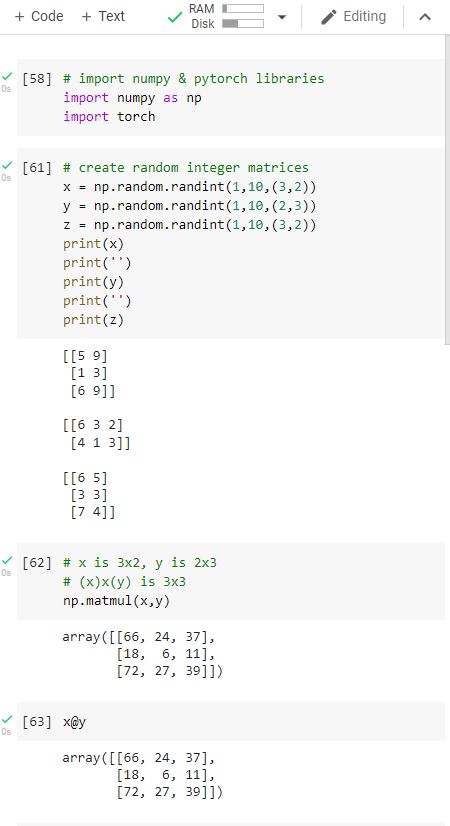 + Code + Text RAM Disk Editing
0s
[58] # import numpy & pytorch libraries
import numpy as np
import torch
0s
[61] # create random integer matrices
x = np.random.randint(1,10,(3,2))
y = np.random.randint(1,10,(2,3))
z = np.random.randint(1,10,(3,2))
print(x)
print('')
print(y)
print('')
print(z)
[[5 9]
[1 3]
[6 9]]
[[6 3 2]
[4 1 3]]
[[6 5]
[3 3]
[7 4]]
0s
[62] # x is 3x2, y is 2x3
# (x)x(y) is 3x3
np.matmul(x,y)
array([[66, 24, 37],
[18,  6, 11],
[72, 27, 39]])
0s
[63] x@y
array([[66, 24, 37],
[18,  6, 11],
[72, 27, 39]])